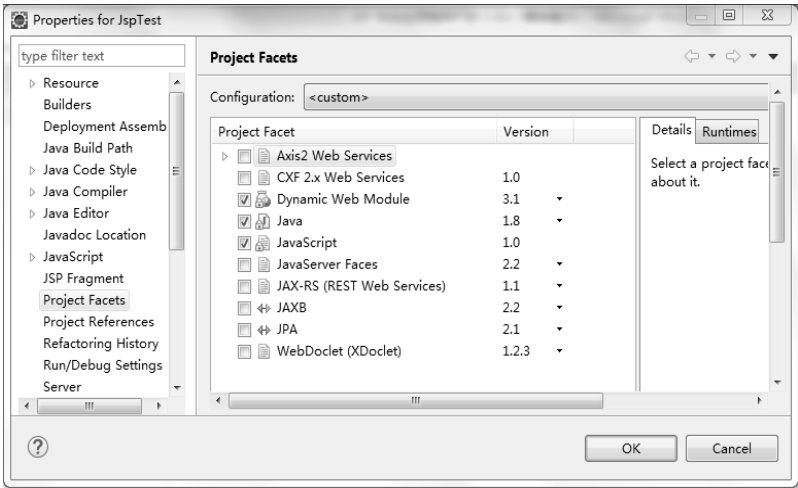 Properties for JspTest
type filter text
Resource
Builders
Deployment Assemb
Java Build Path
Java Code Style
Java Compiler
Java Editor
Javadoc Location
JavaScript
JSP Fragment
Project Facets
Project References
Refactoring History
Run/Debug Settings
Server
Project Facets
Configuration: <custom>
Project Facet Version
Axis2 Web Services
CXF 2.x Web Services 1.0
Dynamic Web Module 3.1
Java 1.8
JavaScript 1.0
JavaServer Faces 2.2
JAX-RS (REST Web Services) 1.1
JAXB 2.2
JPA 2.1
WebDoclet (XDoclet) 1.2.3
Details Runtimes
Select a project face
about it.
OK Cancel